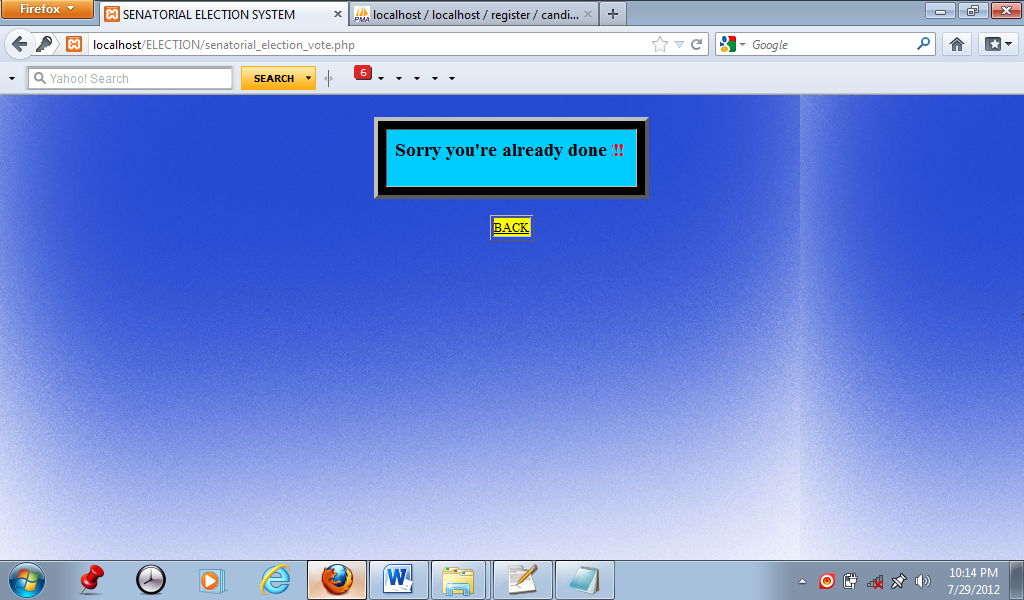 Firefox
SENATORIAL ELECTION SYSTEM
PMA
localhost / localhost / register / candi...
localhost/ELECTION/senatorial_election_vote.php
Google
Yahoo! Search
SEARCH
6
Sorry you're already done !!!
BACK
10:14 PM
7/29/2012